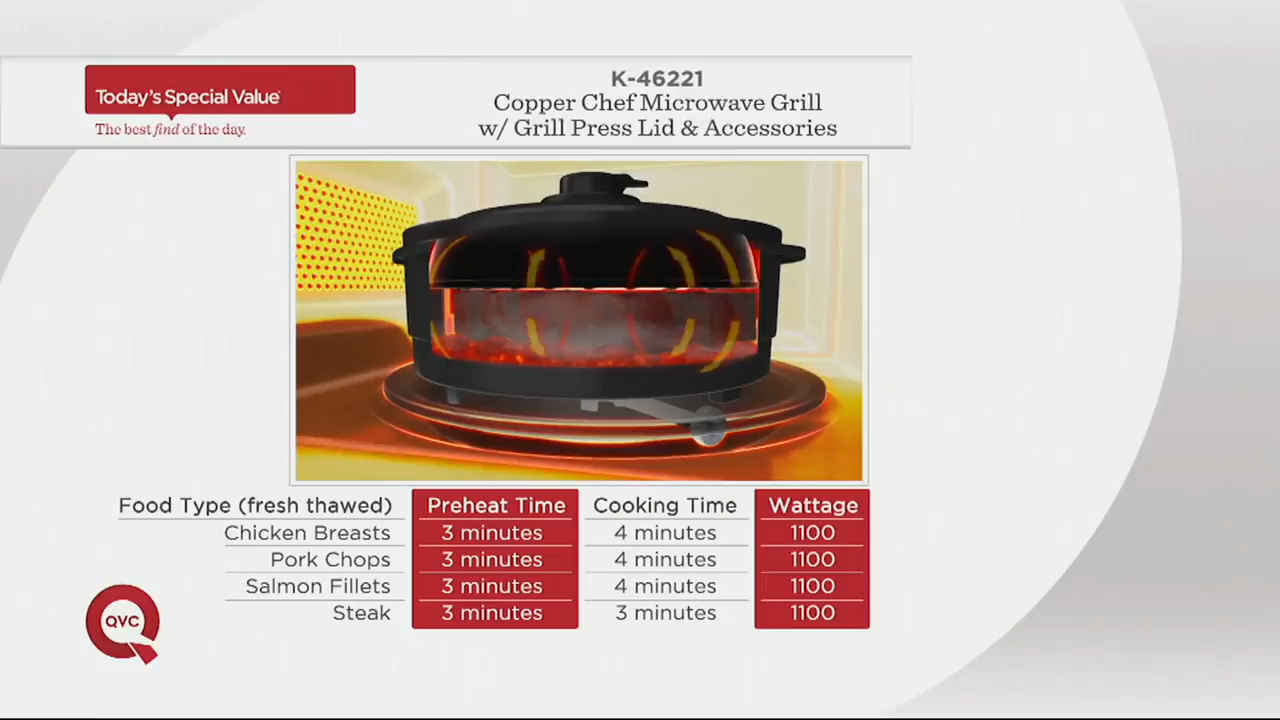 Today's Special Value
The best find of the day.
K-46221
Copper Chef Microwave Grill
w/ Grill Press Lid & Accessories
Food Type (fresh thawed) Preheat Time Cooking Time Wattage
Chicken Breasts 3 minutes 4 minutes 1100
Pork Chops 3 minutes 4 minutes 1100
Salmon Fillets 3 minutes 4 minutes 1100
Steak 3 minutes 3 minutes 1100
QVC